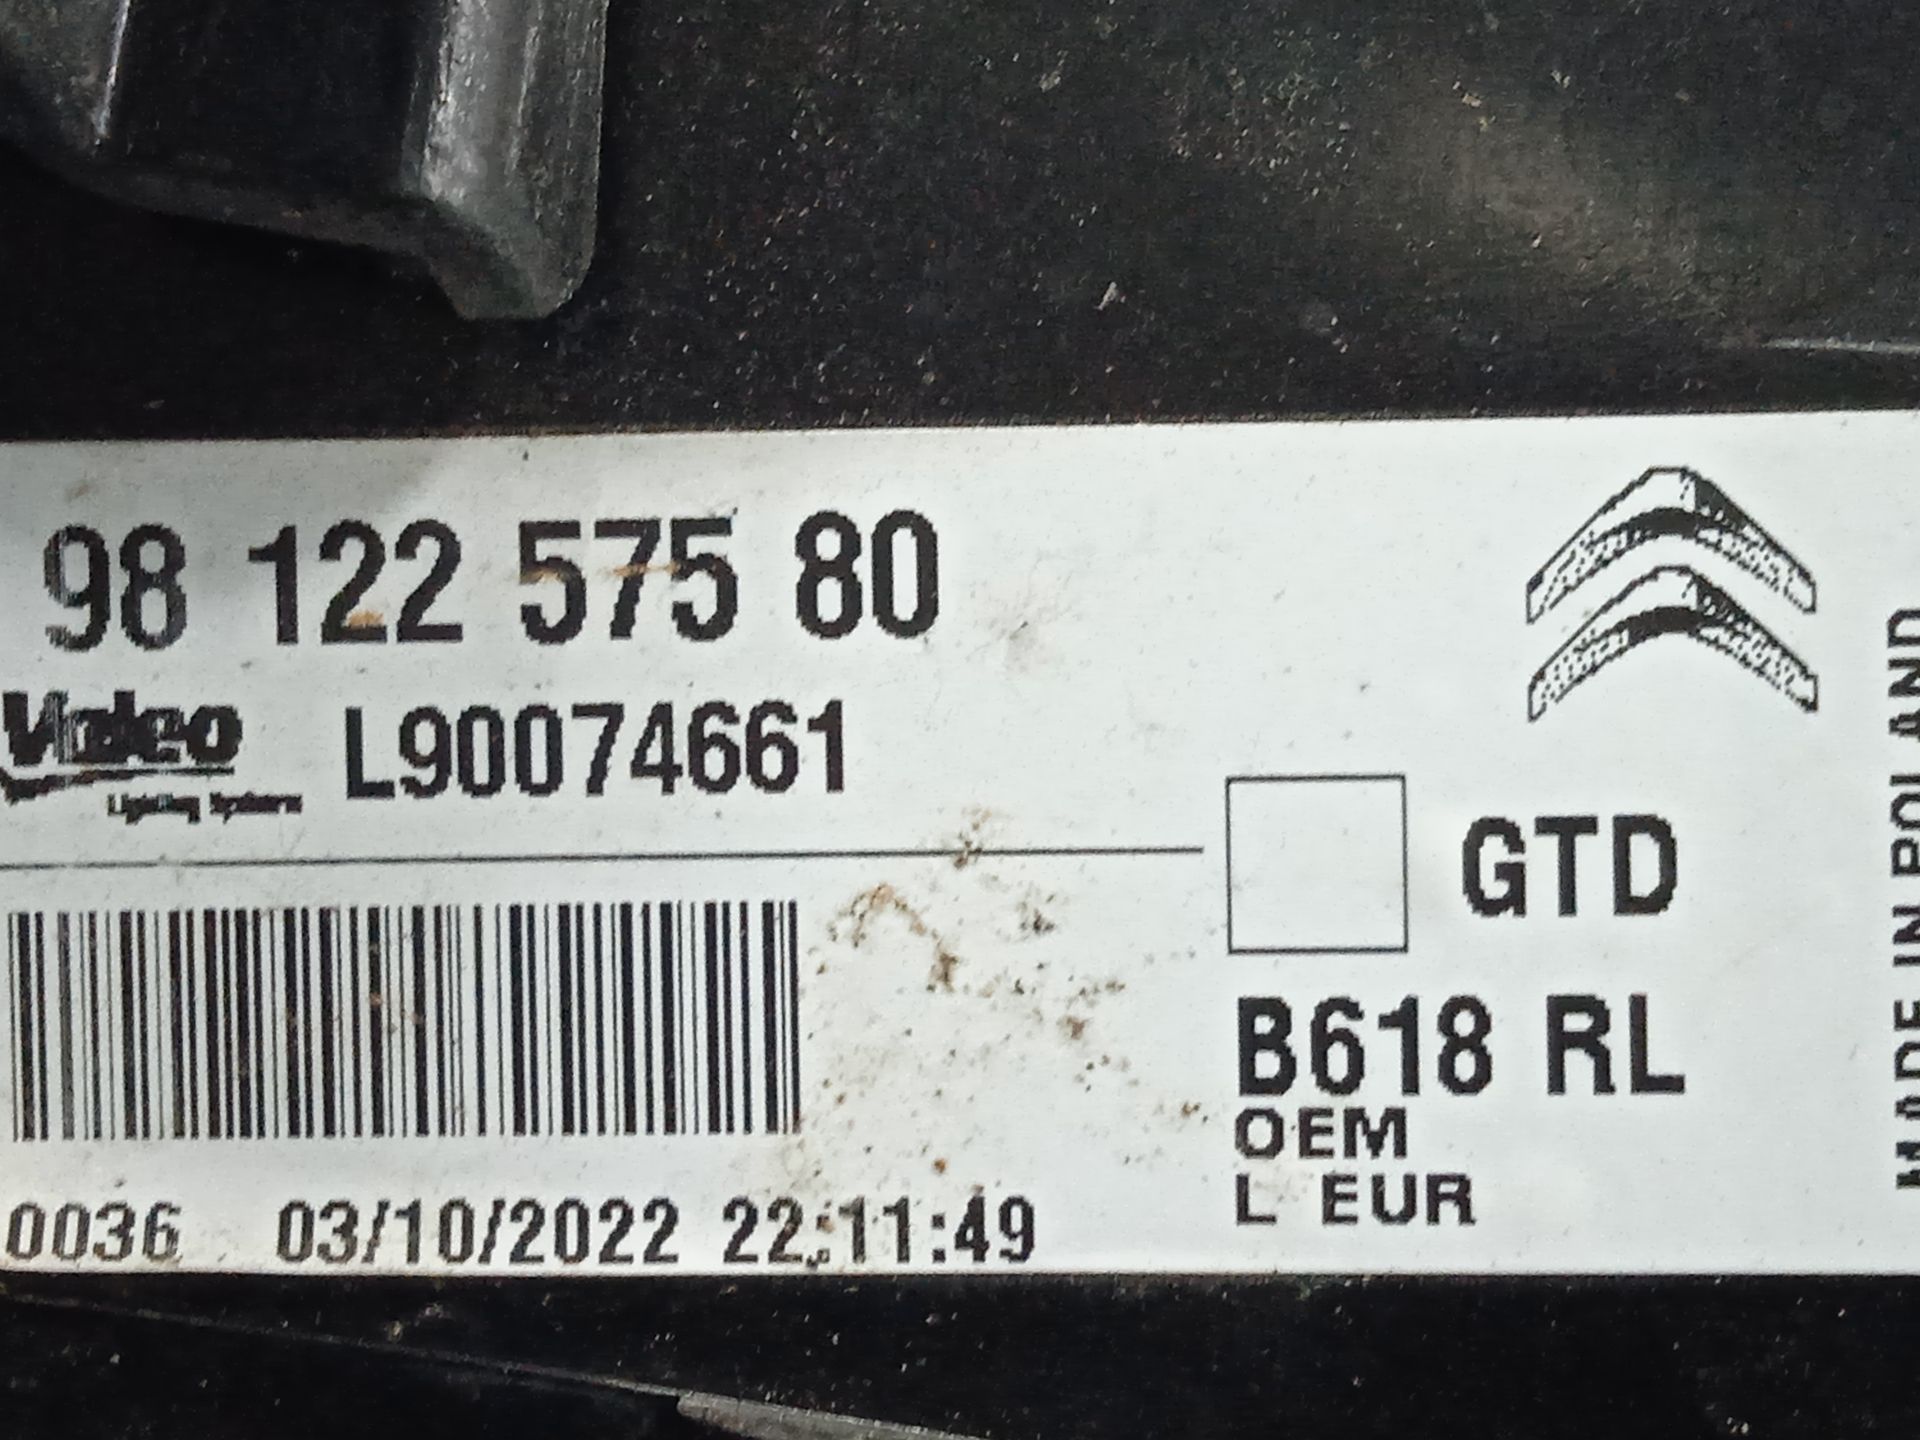 98 122 575 80
Valeo L90074661
Lighting Systems
GTD
B618 RL
OEM
L EUR
0036 03/10/2022 22:11:49
MADE IN POLAND